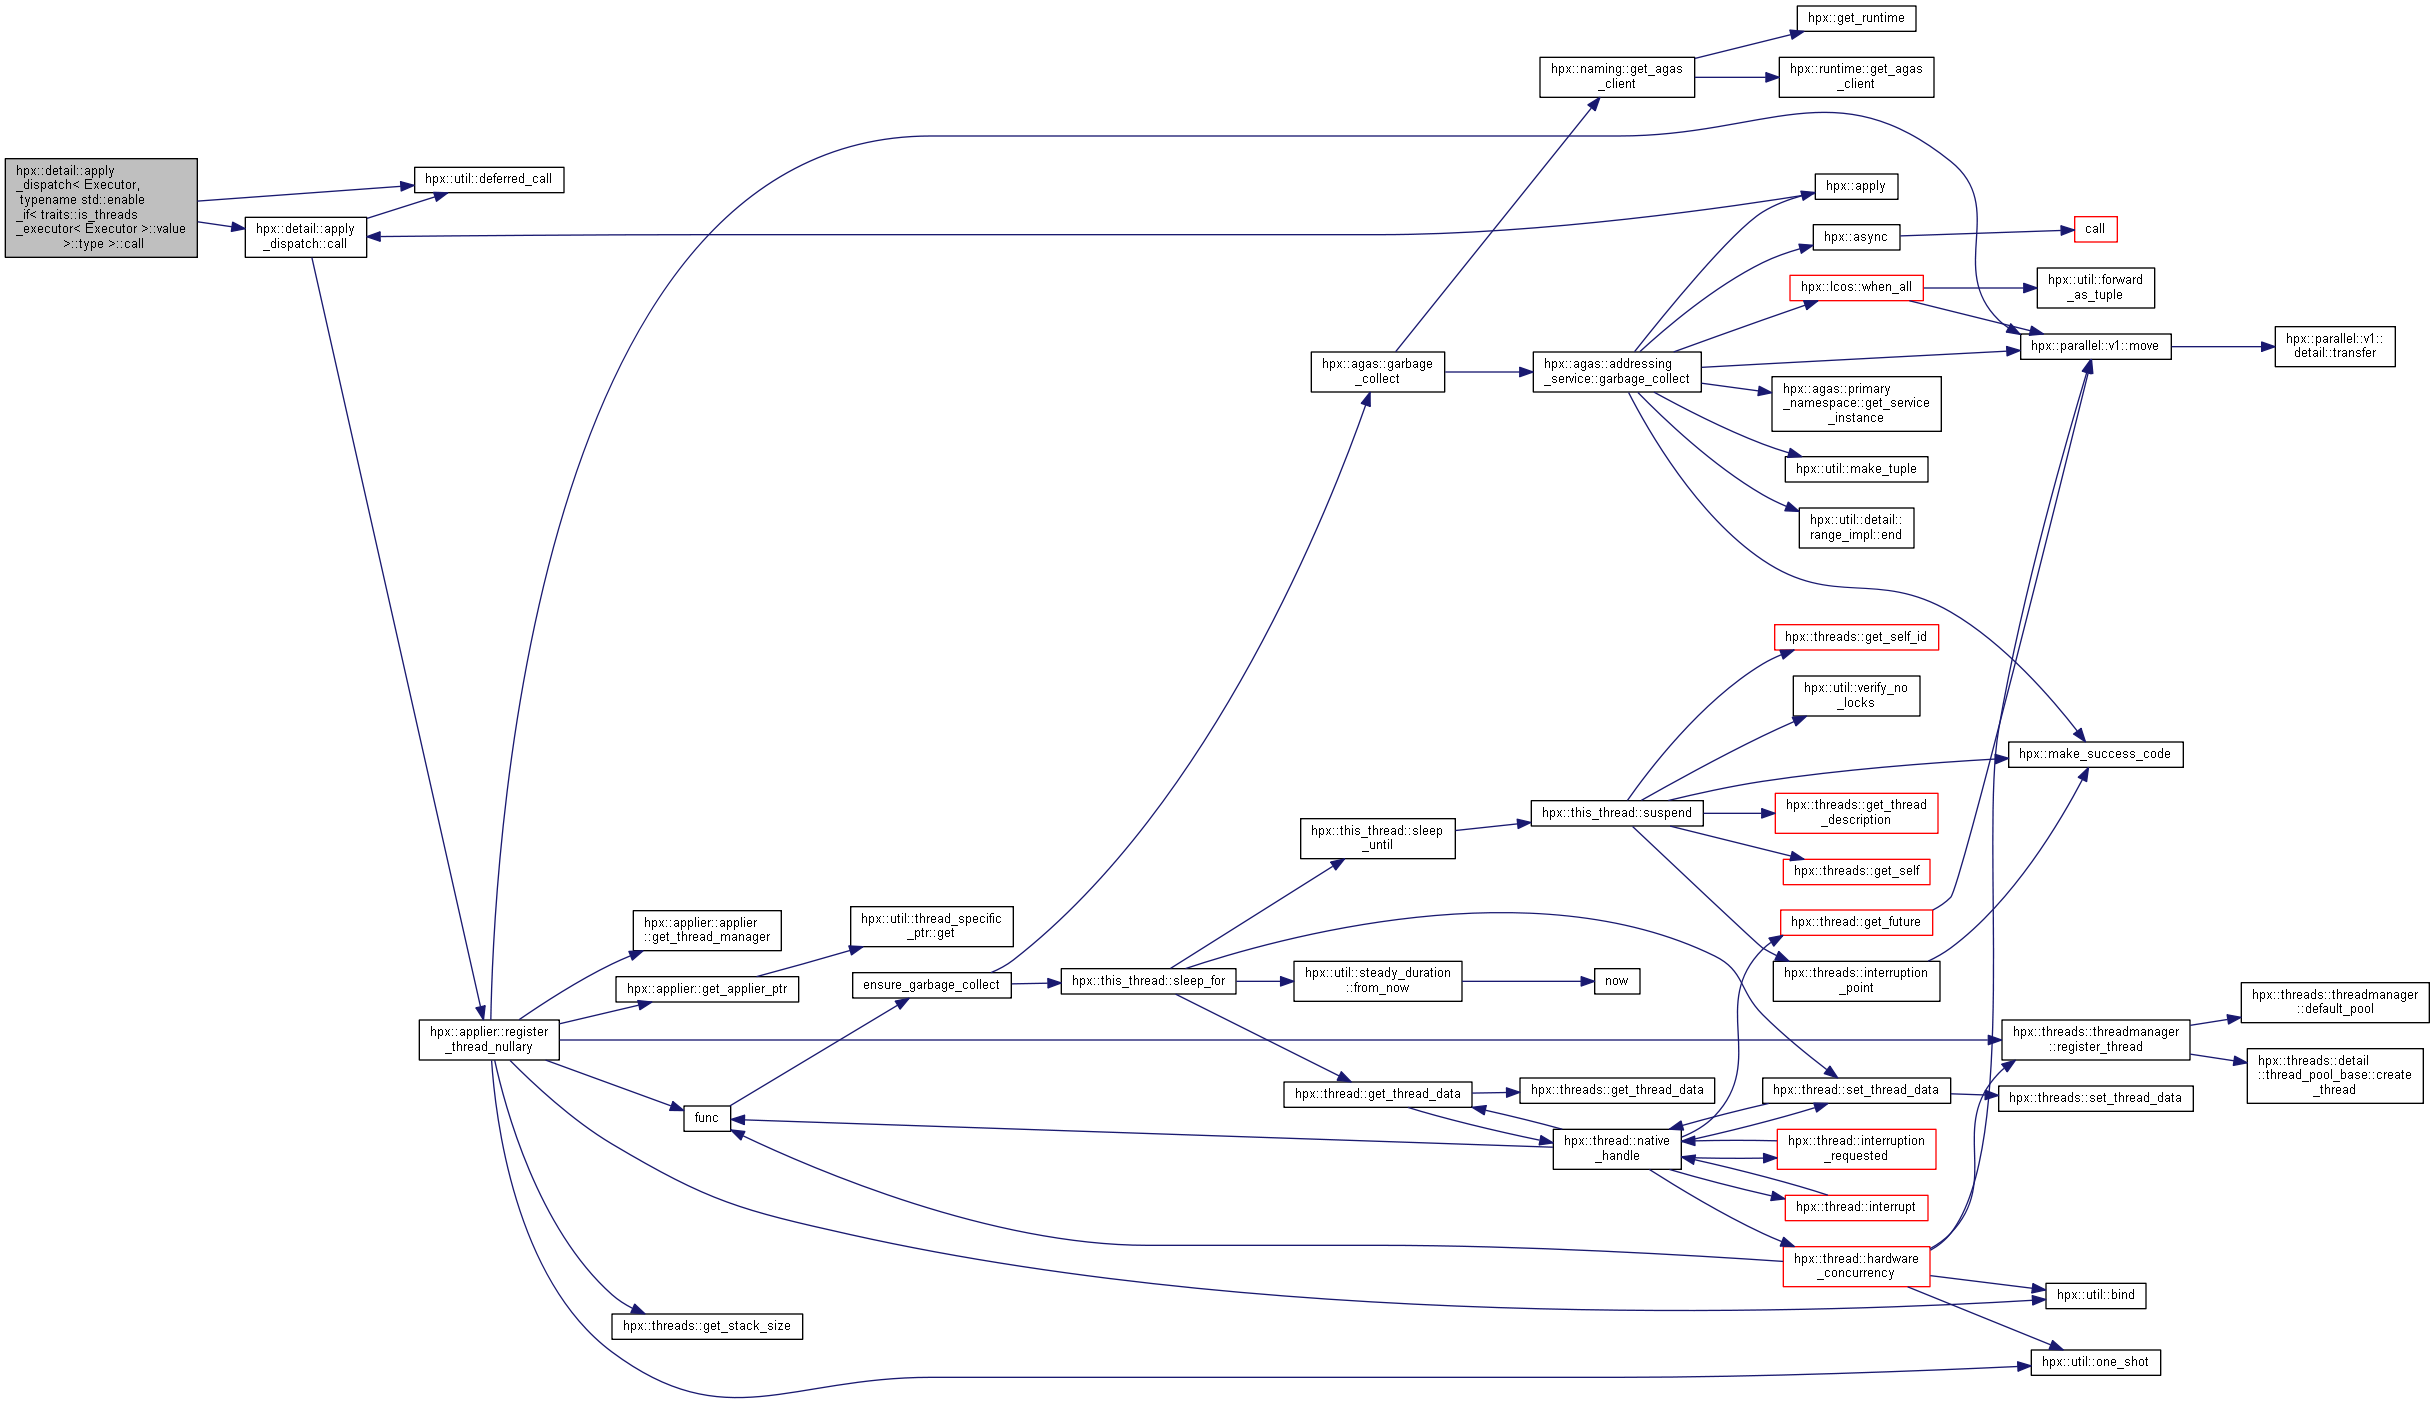 hpx::get_runtime
hpx::naming::get_agas
_client
hpx::runtime::get_agas
_client
hpx::detail::apply
_dispatch< Executor,
typename std::enable
_if< traits::is_threads
_executor< Executor >::value
>::type >::call
hpx::util::deferred_call
hpx::detail::apply
_dispatch::call
hpx::apply
hpx::async
call
hpx::lcos::when_all
hpx::util::forward
_as_tuple
hpx::parallel::v1::move
hpx::parallel::v1::
detail::transfer
hpx::agas::garbage
_collect
hpx::agas::addressing
_service::garbage_collect
hpx::agas::primary
_namespace::get_service
_instance
hpx::util::make_tuple
hpx::util::detail::
range_impl::end
hpx::threads::get_self_id
hpx::util::verify_no
_locks
hpx::make_success_code
hpx::this_thread::suspend
hpx::threads::get_thread
_description
hpx::this_thread::sleep
_until
hpx::threads::get_self
hpx::thread::get_future
hpx::applier::applier
::get_thread_manager
hpx::util::thread_specific
_ptr::get
hpx::applier::get_applier_ptr
ensure_garbage_collect
hpx::this_thread::sleep_for
hpx::util::steady_duration
::from_now
now
hpx::threads::interruption
_point
hpx::threads::threadmanager
::default_pool
hpx::applier::register
_thread_nullary
hpx::threads::threadmanager
::register_thread
hpx::threads::detail
::thread_pool_base::create
_thread
hpx::thread::get_thread_data
hpx::threads::get_thread_data
hpx::thread::set_thread_data
hpx::threads::set_thread_data
func
hpx::thread::native
_handle
hpx::thread::interruption
_requested
hpx::thread::interrupt
hpx::thread::hardware
_concurrency
hpx::util::bind
hpx::threads::get_stack_size
hpx::util::one_shot